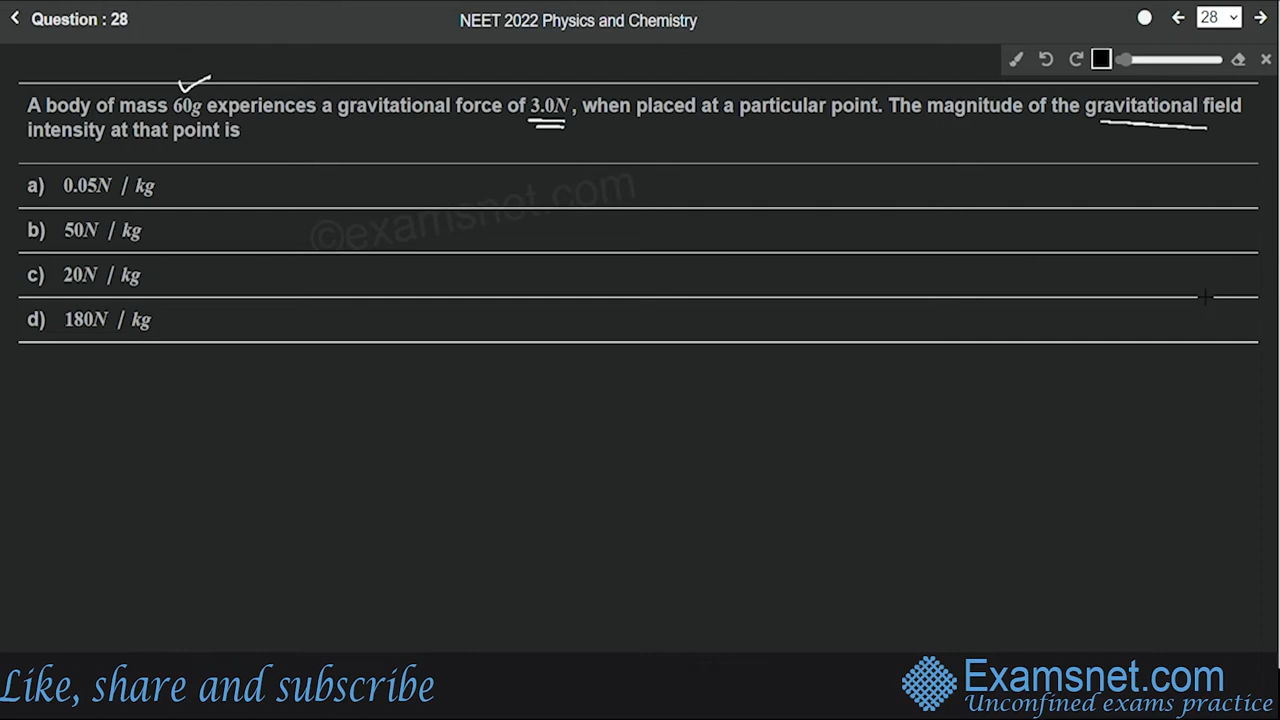 Question : 28
NEET 2022 Physics and Chemistry
28
A body of mass 60g experiences a gravitational force of 3.0N, when placed at a particular point. The magnitude of the gravitational field
intensity at that point is
a) 0.05N / kg
©examsnet.com
b) 50N / kg
c) 20N / kg
d) 180N / kg
Like, share and subscribe
Examsnet.com
Unconfined exams practice